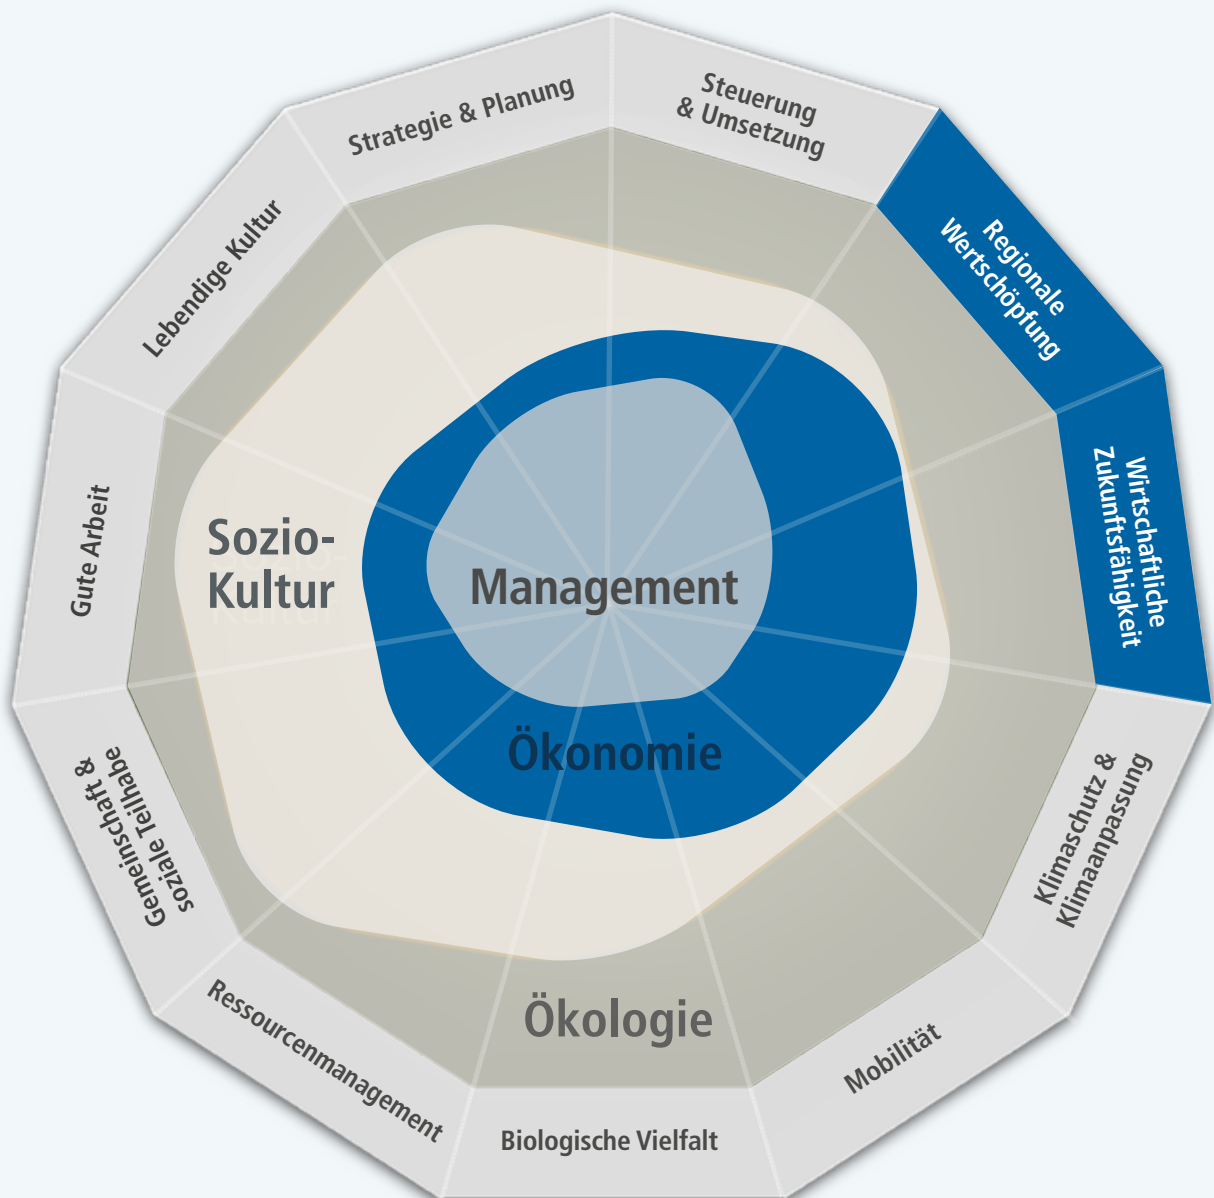 Strategie & Planung
Steuerung
& Umsetzung
Regionale
Wertschöpfung
Wirtschaftliche
Zukunftsfähigkeit
Klimaschutz &
Klimaanpassung
Mobilität
Biologische Vielfalt
Ressourcenmanagement
Gemeinschaft &
soziale Teilhabe
Gute Arbeit
Lebendige Kultur
Sozio-
Kultur
Management
Ökonomie
Ökologie